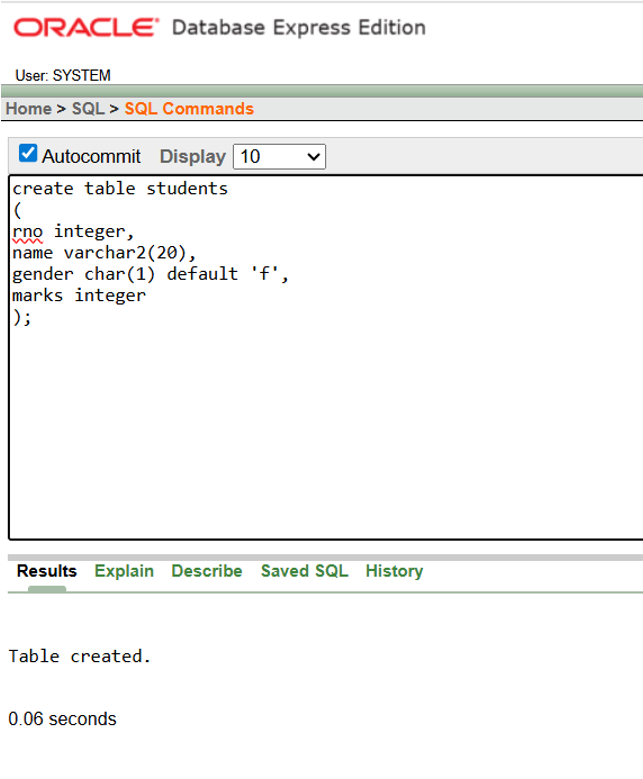 ORACLE® Database Express Edition
User: SYSTEM
Home > SQL > SQL Commands
Autocommit Display 10
create table students
(
rno integer,
name varchar2(20),
gender char(1) default 'f',
marks integer
);
Results Explain Describe Saved SQL History
Table created.
0.06 seconds